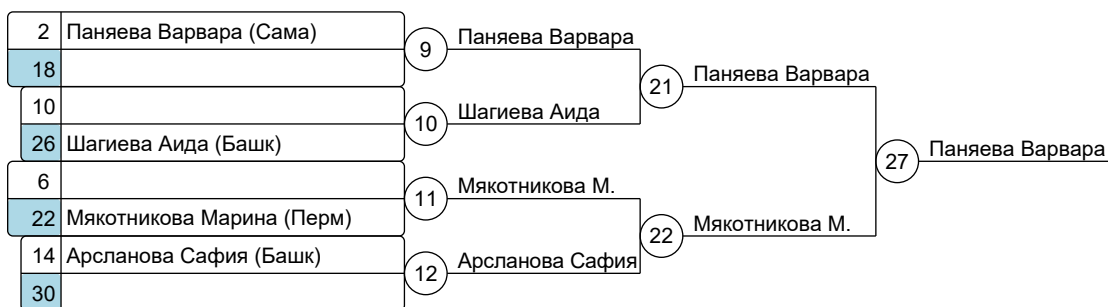 2 Паняева Варвара (Сама)
18
9 Паняева Варвара
21 Паняева Варвара
10
26 Шагиева Аида (Башк)
10 Шагиева Аида
27 Паняева Варвара
6
22 Мякотникова Марина (Перм)
11 Мякотникова М.
22 Мякотникова М.
14 Арсланова Сафия (Башк)
30
12 Арсланова Сафия